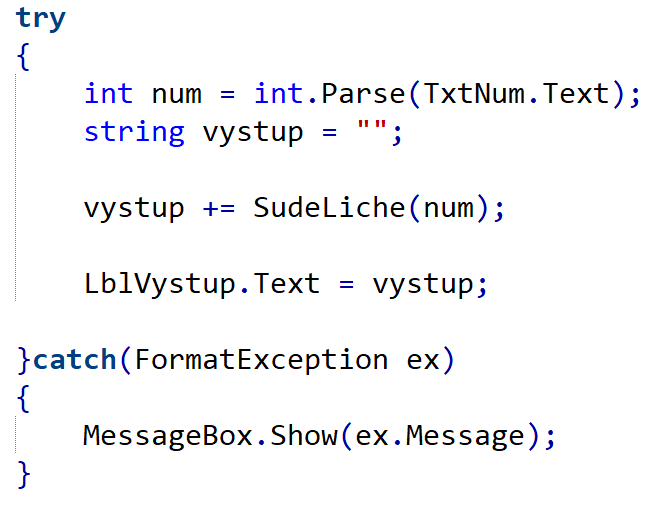 try
{
    int num = int.Parse(TxtNum.Text);
    string vystup = "";
    vystup += SudeLiche(num);
    LblVystup.Text = vystup;
}catch(FormatException ex)
{
    MessageBox.Show(ex.Message);
}